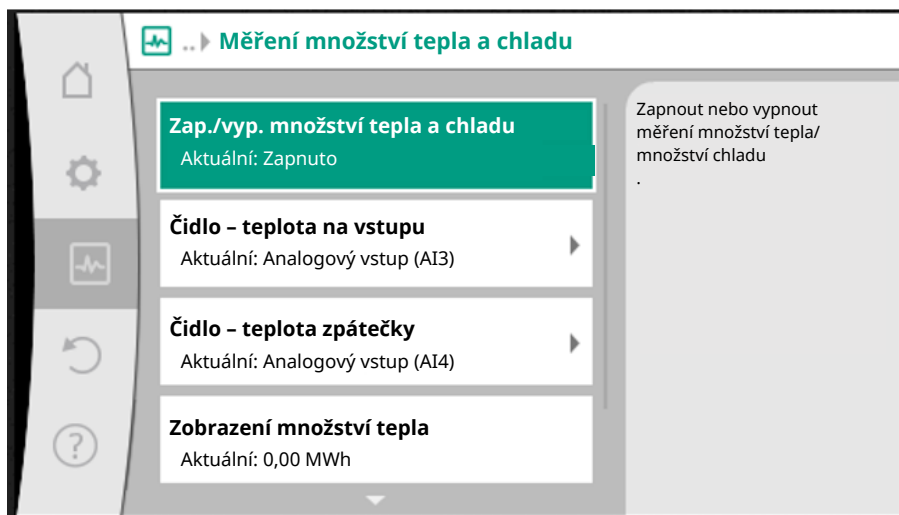 .. Měření množství tepla a chladu
Zap./vyp. množství tepla a chladu
Aktuální: Zapnuto
Čidlo – teplota na vstupu
Aktuální: Analogový vstup (AI3)
Čidlo – teplota zpátečky
Aktuální: Analogový vstup (AI4)
Zobrazení množství tepla
Aktuální: 0,00 MWh
Zapnout nebo vypnout
měření množství tepla/
množství chladu
.
?